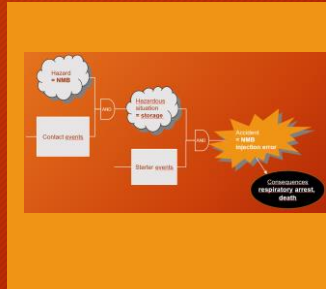 Hazard
= NMB
AND
Hazardous
situation
= storage
Contact events
AND
Accident
= NMB
injection error
Starter events
Consequences
respiratory arrest,
death